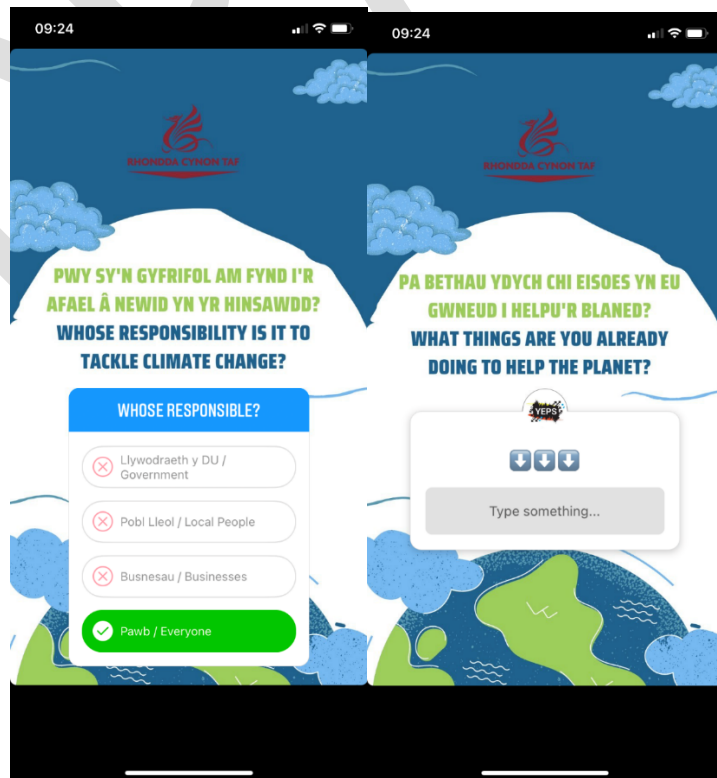 09:24
RHONDDA CYNON TAF
PWY SY'N GYFRIFOL AM FYND I'R
AFAEL Â NEWID YN YR HINSAWDD?
WHOSE RESPONSIBILITY IS IT TO
TACKLE CLIMATE CHANGE?
WHOSE RESPONSIBLE?
Llywodraeth y DU /
Government
Pobl Lleol / Local People
Busnesau / Businesses
Pawb / Everyone
09:24
RHONDDA CYNON TAF
PA BETHAU YDYCH CHI EISOES YN EU
GWNEUD I HELPU'R BLANED?
WHAT THINGS ARE YOU ALREADY
DOING TO HELP THE PLANET?
YEPS
Type something...